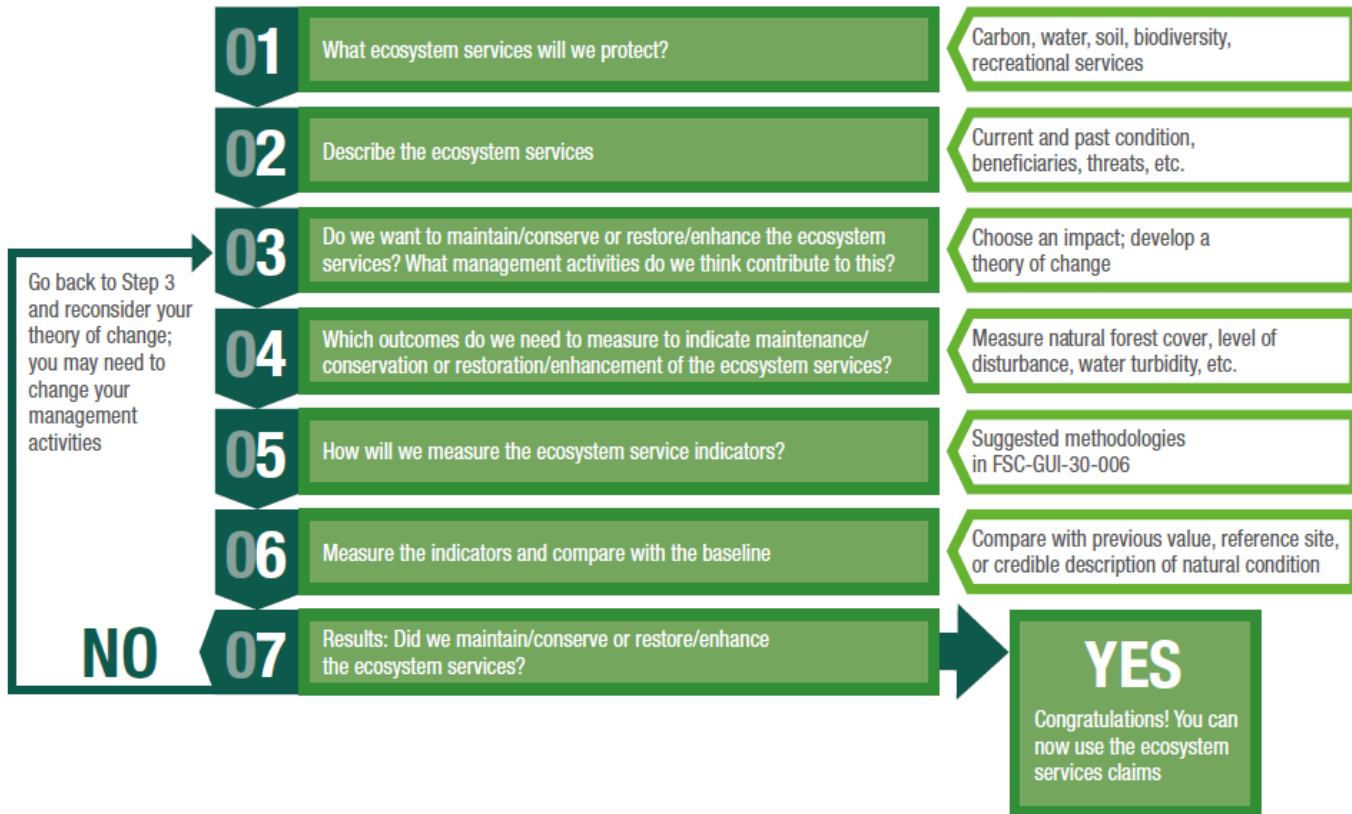 01
What ecosystem services will we protect?
Carbon, water, soil, biodiversity,
recreational services
02
Describe the ecosystem services
Current and past condition,
beneficiaries, threats, etc.
03
Do we want to maintain/conserve or restore/enhance the ecosystem
services? What management activities do we think contribute to this?
Choose an impact; develop a
theory of change
Go back to Step 3
and reconsider your
theory of change;
you may need to
change your
management
activities
04
Which outcomes do we need to measure to indicate maintenance/
conservation or restoration/enhancement of the ecosystem services?
Measure natural forest cover, level of
disturbance, water turbidity, etc.
05
How will we measure the ecosystem service indicators?
Suggested methodologies
in FSC-GUI-30-006
06
Measure the indicators and compare with the baseline
Compare with previous value, reference site,
or credible description of natural condition
NO
07
Results: Did we maintain/conserve or restore/enhance
the ecosystem services?
YES
Congratulations! You can
now use the ecosystem
services claims